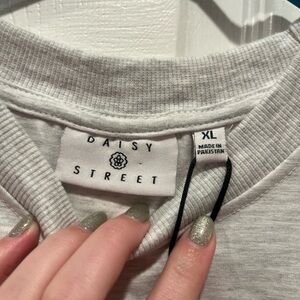 DAISY
STREET
XL
MADE IN
PAKISTAN